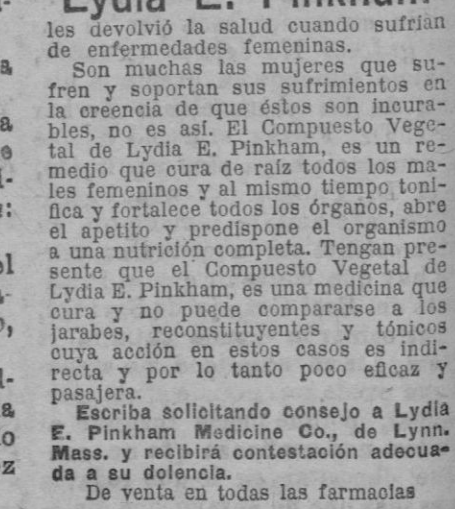 Lydia E. Pinkham
les devolvió la salud cuando sufrían
de enfermedades femeninas.
Son muchas las mujeres que su-
fren y soportan sus sufrimientos en
la creencia de que éstos son incura-
bles, no es así. El Compuesto Vege-
tal de Lydia E. Pinkham, es un re-
medio que cura de raíz todos los ma-
les femeninos y al mismo tiempo toni-
fica y fortalece todos los órganos, abre
el apetito y predispone el organismo
a una nutrición completa. Tengan pre-
sente que el Compuesto Vegetal de
Lydia E. Pinkham, es una medicina que
cura y no puede compararse a los
jarabes, reconstituyentes y tónicos
cuya acción en estos casos es indi-
recta y por lo tanto poco eficaz y
pasajera.
Escriba solicitando consejo a Lydia
E. Pinkham Medicine Co., de Lynn.
Mass. y recibirá contestación adecua-
da a su dolencia.
De venta en todas las farmacias